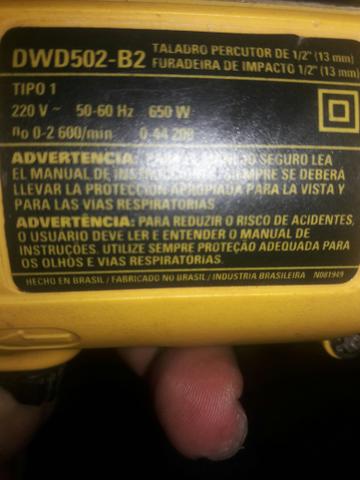 DWD502-B2 TALADRO PERCUTOR DE 1/2" (13 mm)
FURADEIRA DE IMPACTO 1/2" (13 mm)
TIPO 1
220 V ~ 50-60 Hz 650 W
no 0-2 600/min 0-44 200
ADVERTENCIA: PARA EL MANEJO SEGURO LEA
EL MANUAL DE INSTRUCCIONES. SIEMPRE SE DEBERÁ
LLEVAR LA PROTECCIÓN APROPIADA PARA LA VISTA Y
PARA LAS VIAS RESPIRATORIAS.
ADVERTÊNCIA: PARA REDUZIR O RISCO DE ACIDENTES,
O USUARIO DEVE LER E ENTENDER O MANUAL DE
INSTRUÇÕES. UTILIZE SEMPRE PROTEÇÃO ADEQUADA PARA
OS OLHOS E VIAS RESPIRATORIAS.
HECHO EN BRASIL / FABRICADO NO BRASIL / INDUSTRIA BRASILEIRA N081949